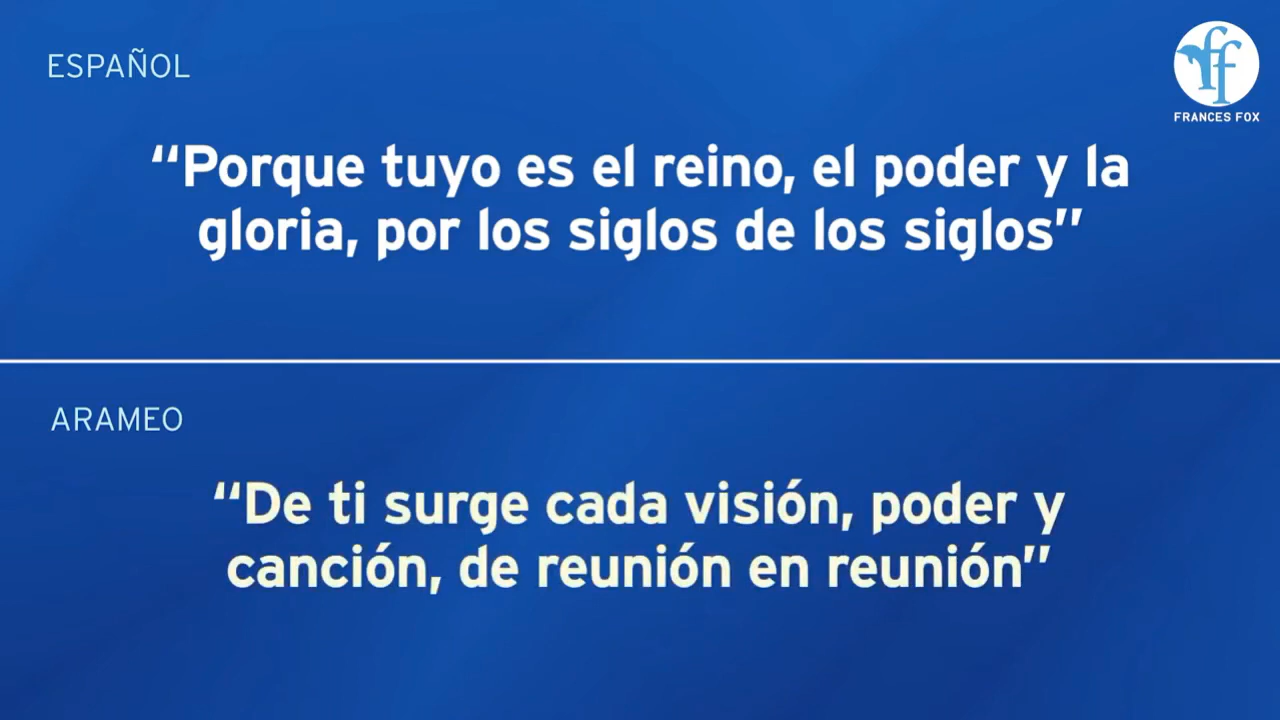 ESPAÑOL
FRANCES FOX
“Porque tuyo es el reino, el poder y la
gloria, por los siglos de los siglos”
ARAMEO
“De ti surge cada visión, poder y
canción, de reunión en reunión”